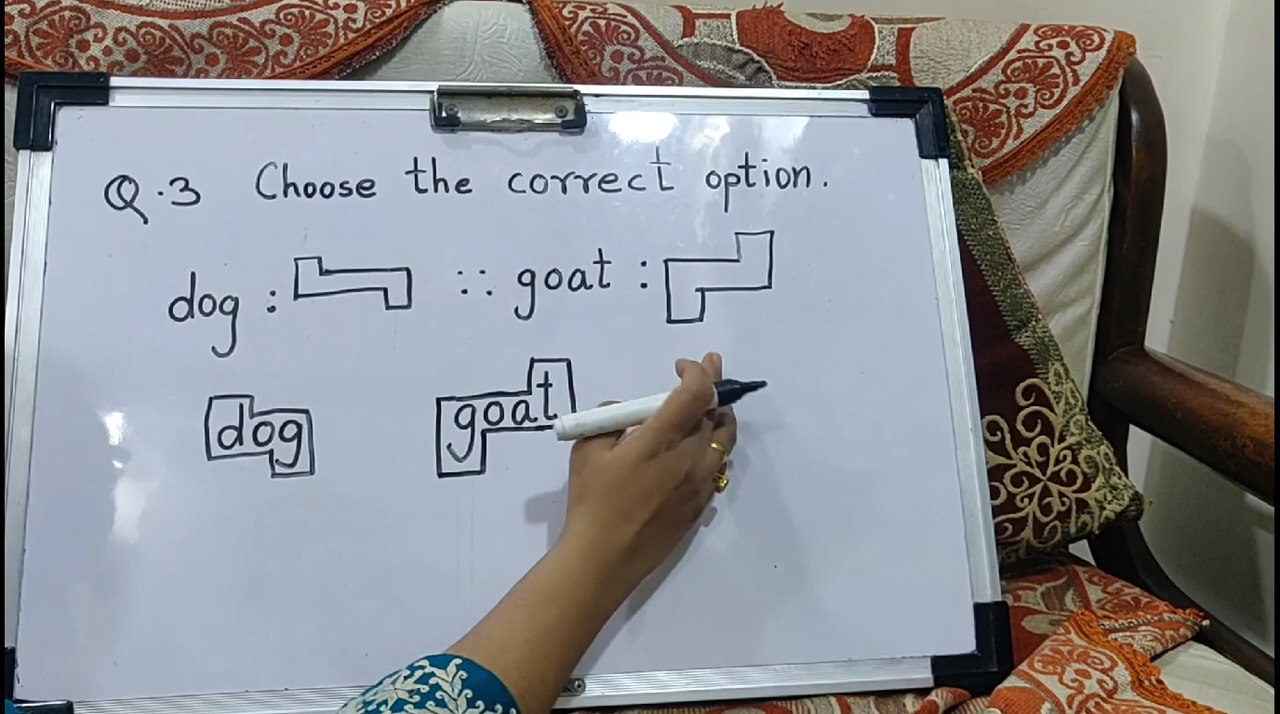 Q.3 Choose the correct option.
dog : :: goat :
dog goat